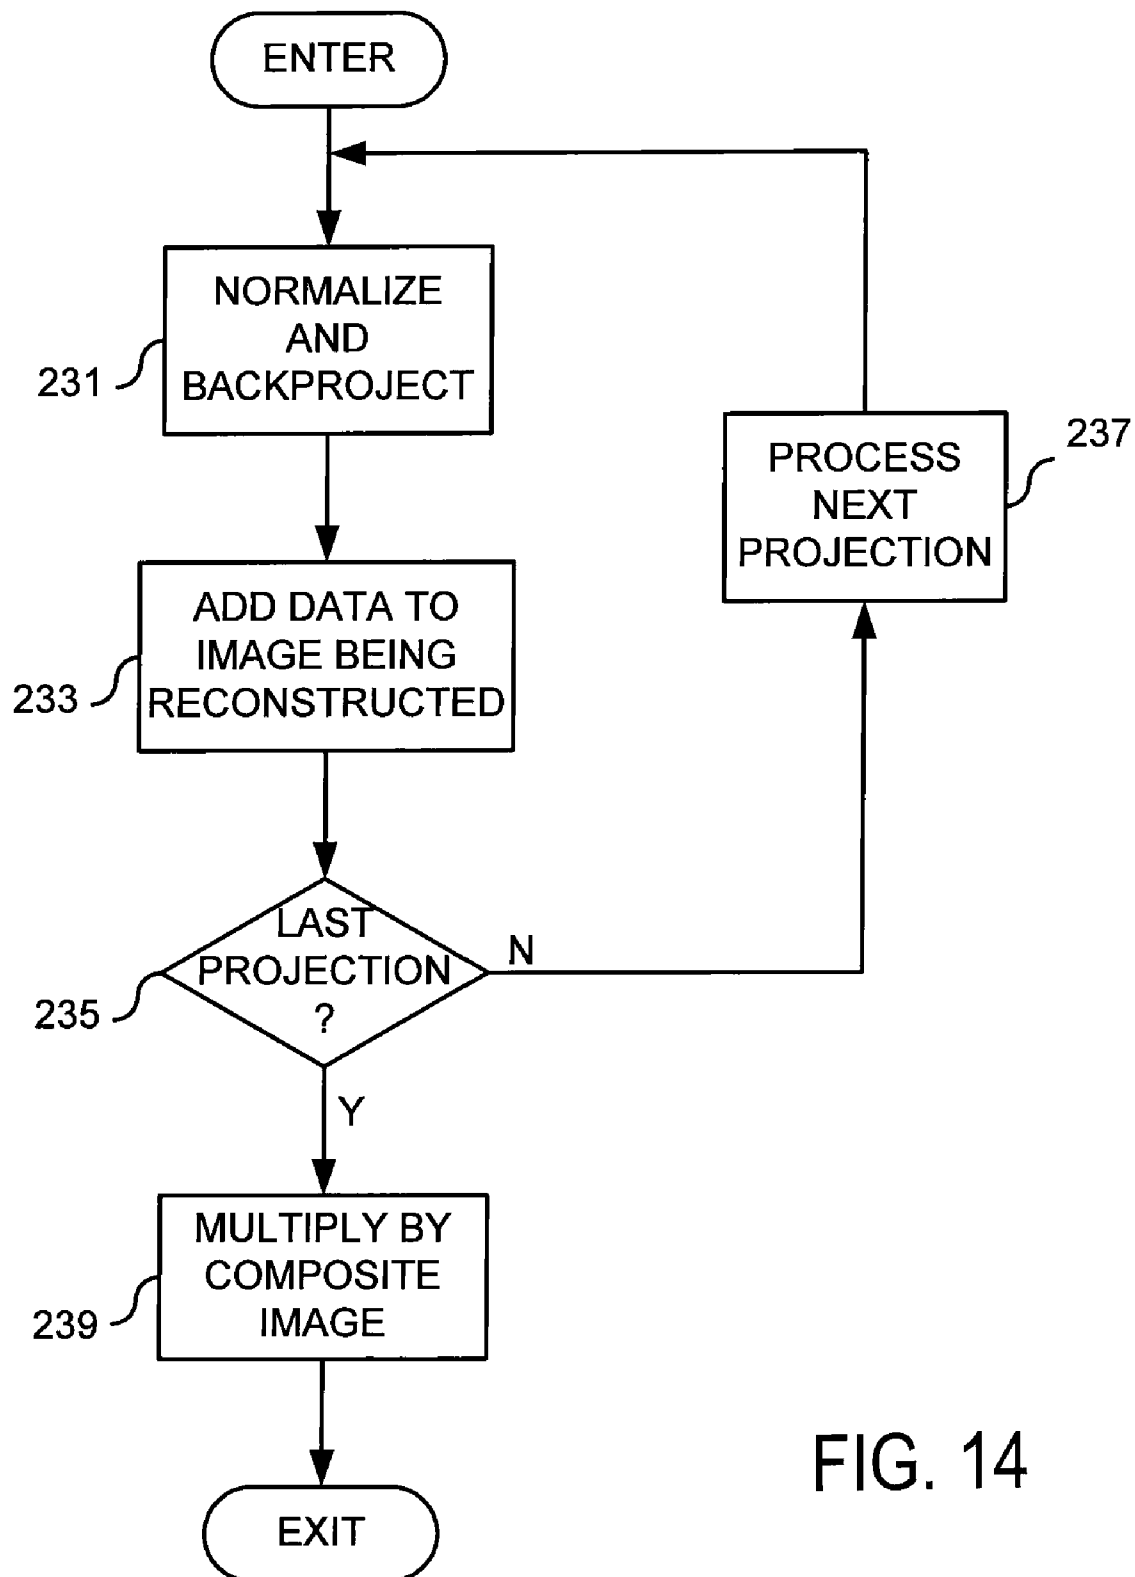 ENTER
NORMALIZE
AND
BACKPROJECT
231
PROCESS
NEXT
PROJECTION
237
ADD DATA TO
IMAGE BEING
RECONSTRUCTED
233
LAST
PROJECTION
?
235
N
Y
MULTIPLY BY
COMPOSITE
IMAGE
239
EXIT
FIG. 14